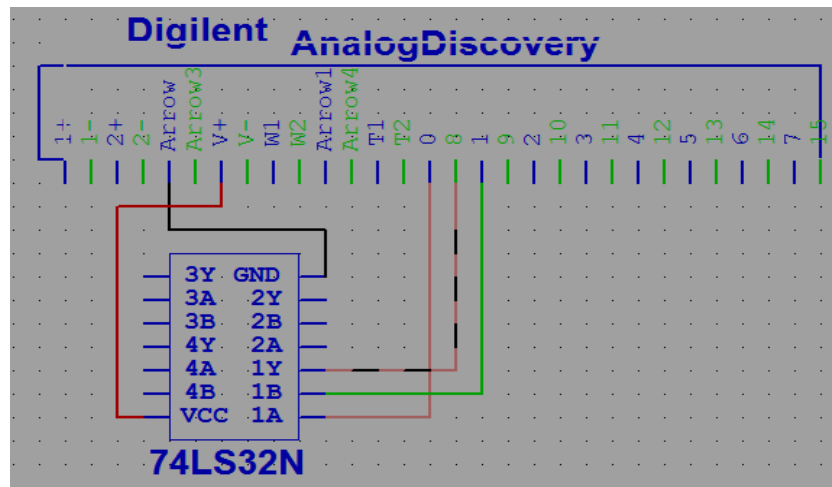 Digilent AnalogDiscovery
1+ 1- 2+ 2- Arrow Arrow3 V+ V- W1 W2 Arrow1 Arrow4 T1 T2 0 8 1 9 2 10 3 11 4 12 5 13 6 14 7 15
3Y GND
3A 2Y
3B 2B
4Y 2A
4A 1Y
4B 1B
VCC 1A
74LS32N